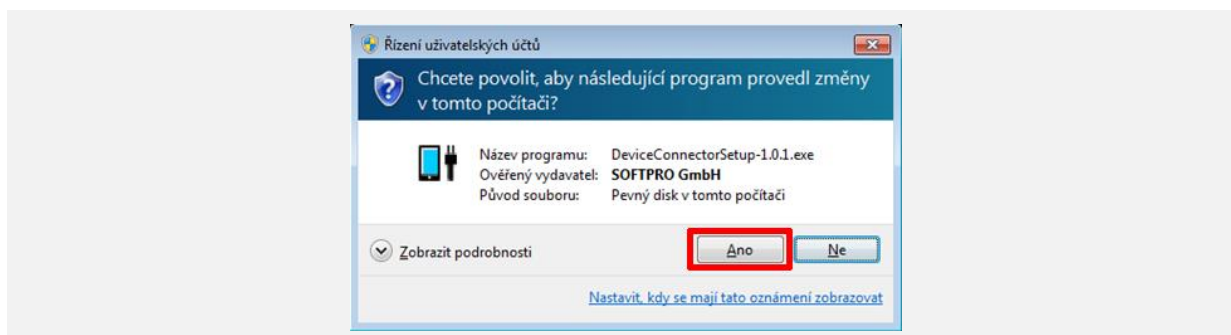 Řízení uživatelských účtů
Chcete povolit, aby následující program provedl změny
v tomto počítači?
Název programu: DeviceConnectorSetup-1.0.1.exe
Ověřený vydavatel: SOFTPRO GmbH
Původ souboru: Pevný disk v tomto počítači
Zobrazit podrobnosti Ano Ne
Nastavit, kdy se mají tato oznámení zobrazovat